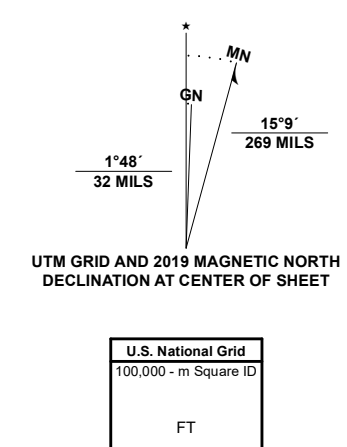 MN
GN
15°9´
269 MILS
1°48´
32 MILS
UTM GRID AND 2019 MAGNETIC NORTH
DECLINATION AT CENTER OF SHEET
U.S. National Grid
100,000 - m Square ID
FT